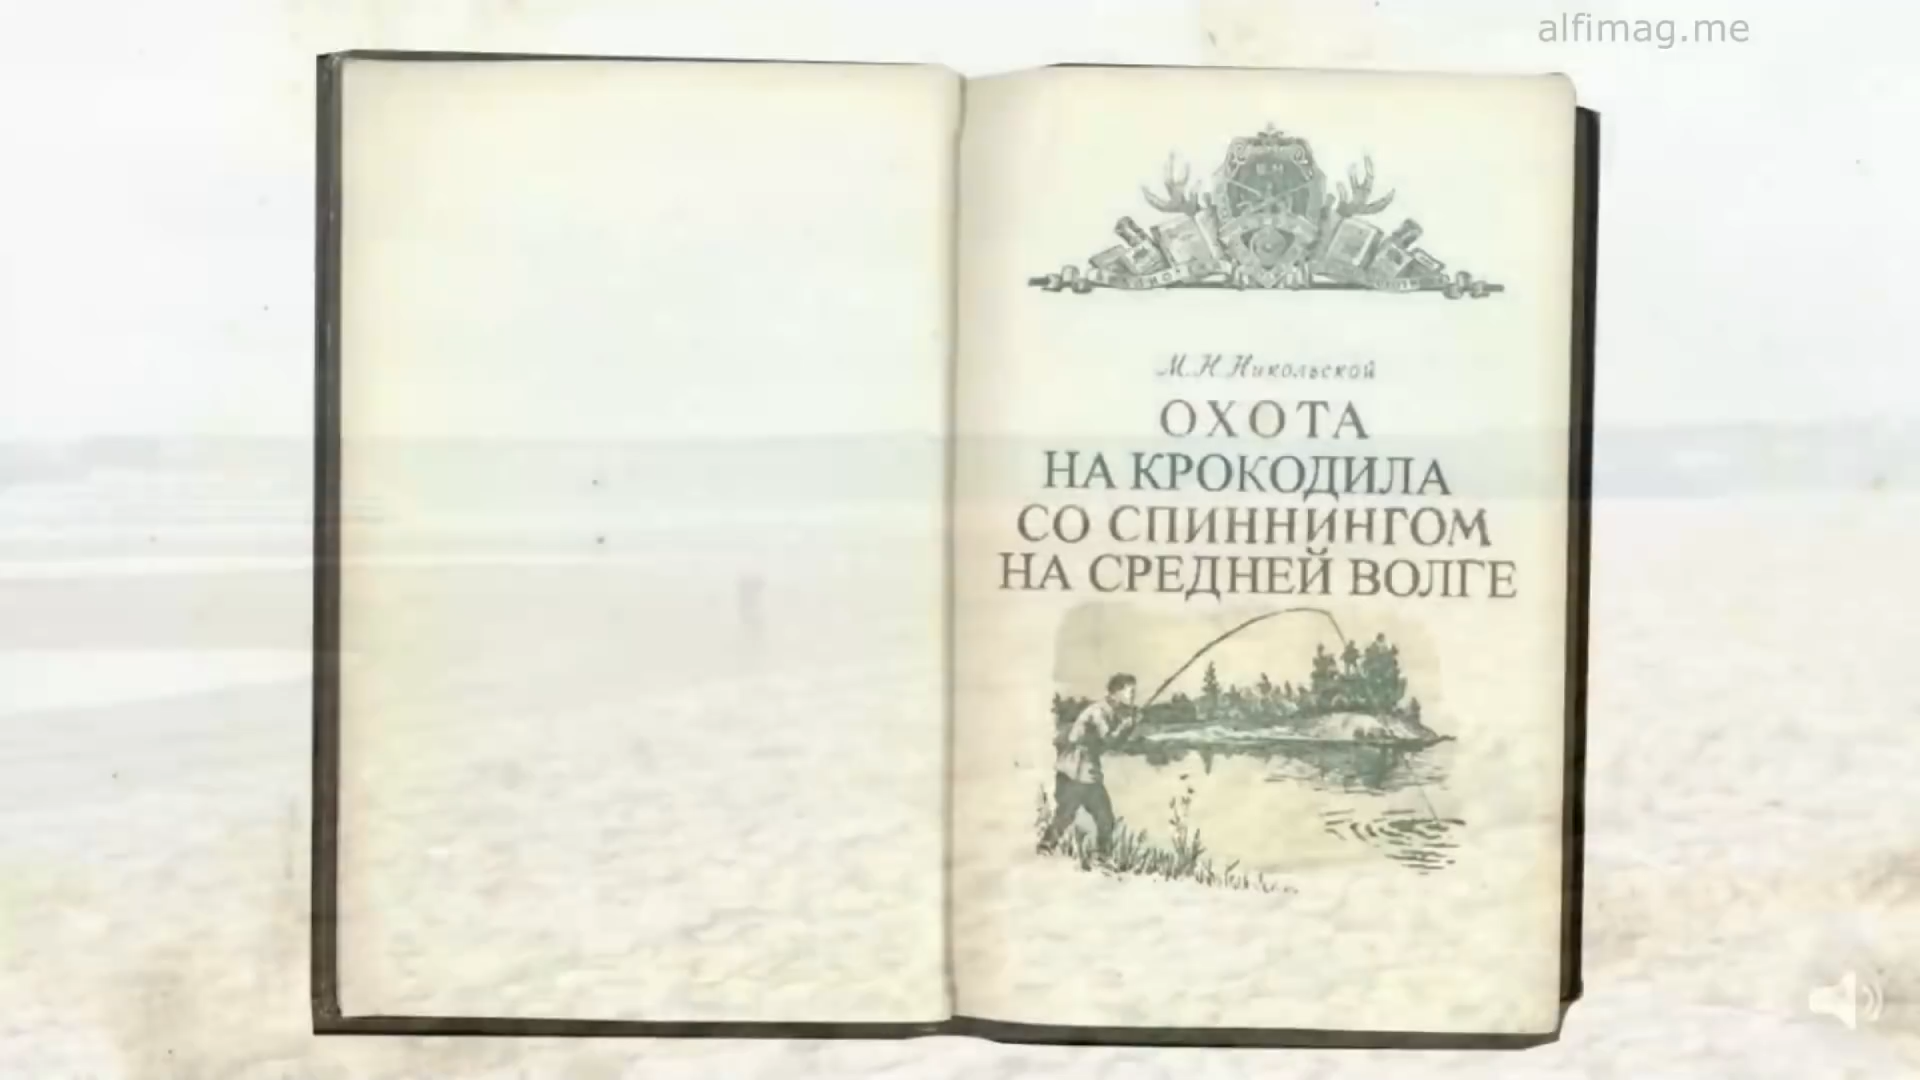 alfimag.me
М. Н. Никольской
ОХОТА
НА КРОКОДИЛА
СО СПИННИНГОМ
НА СРЕДНЕЙ ВОЛГЕ